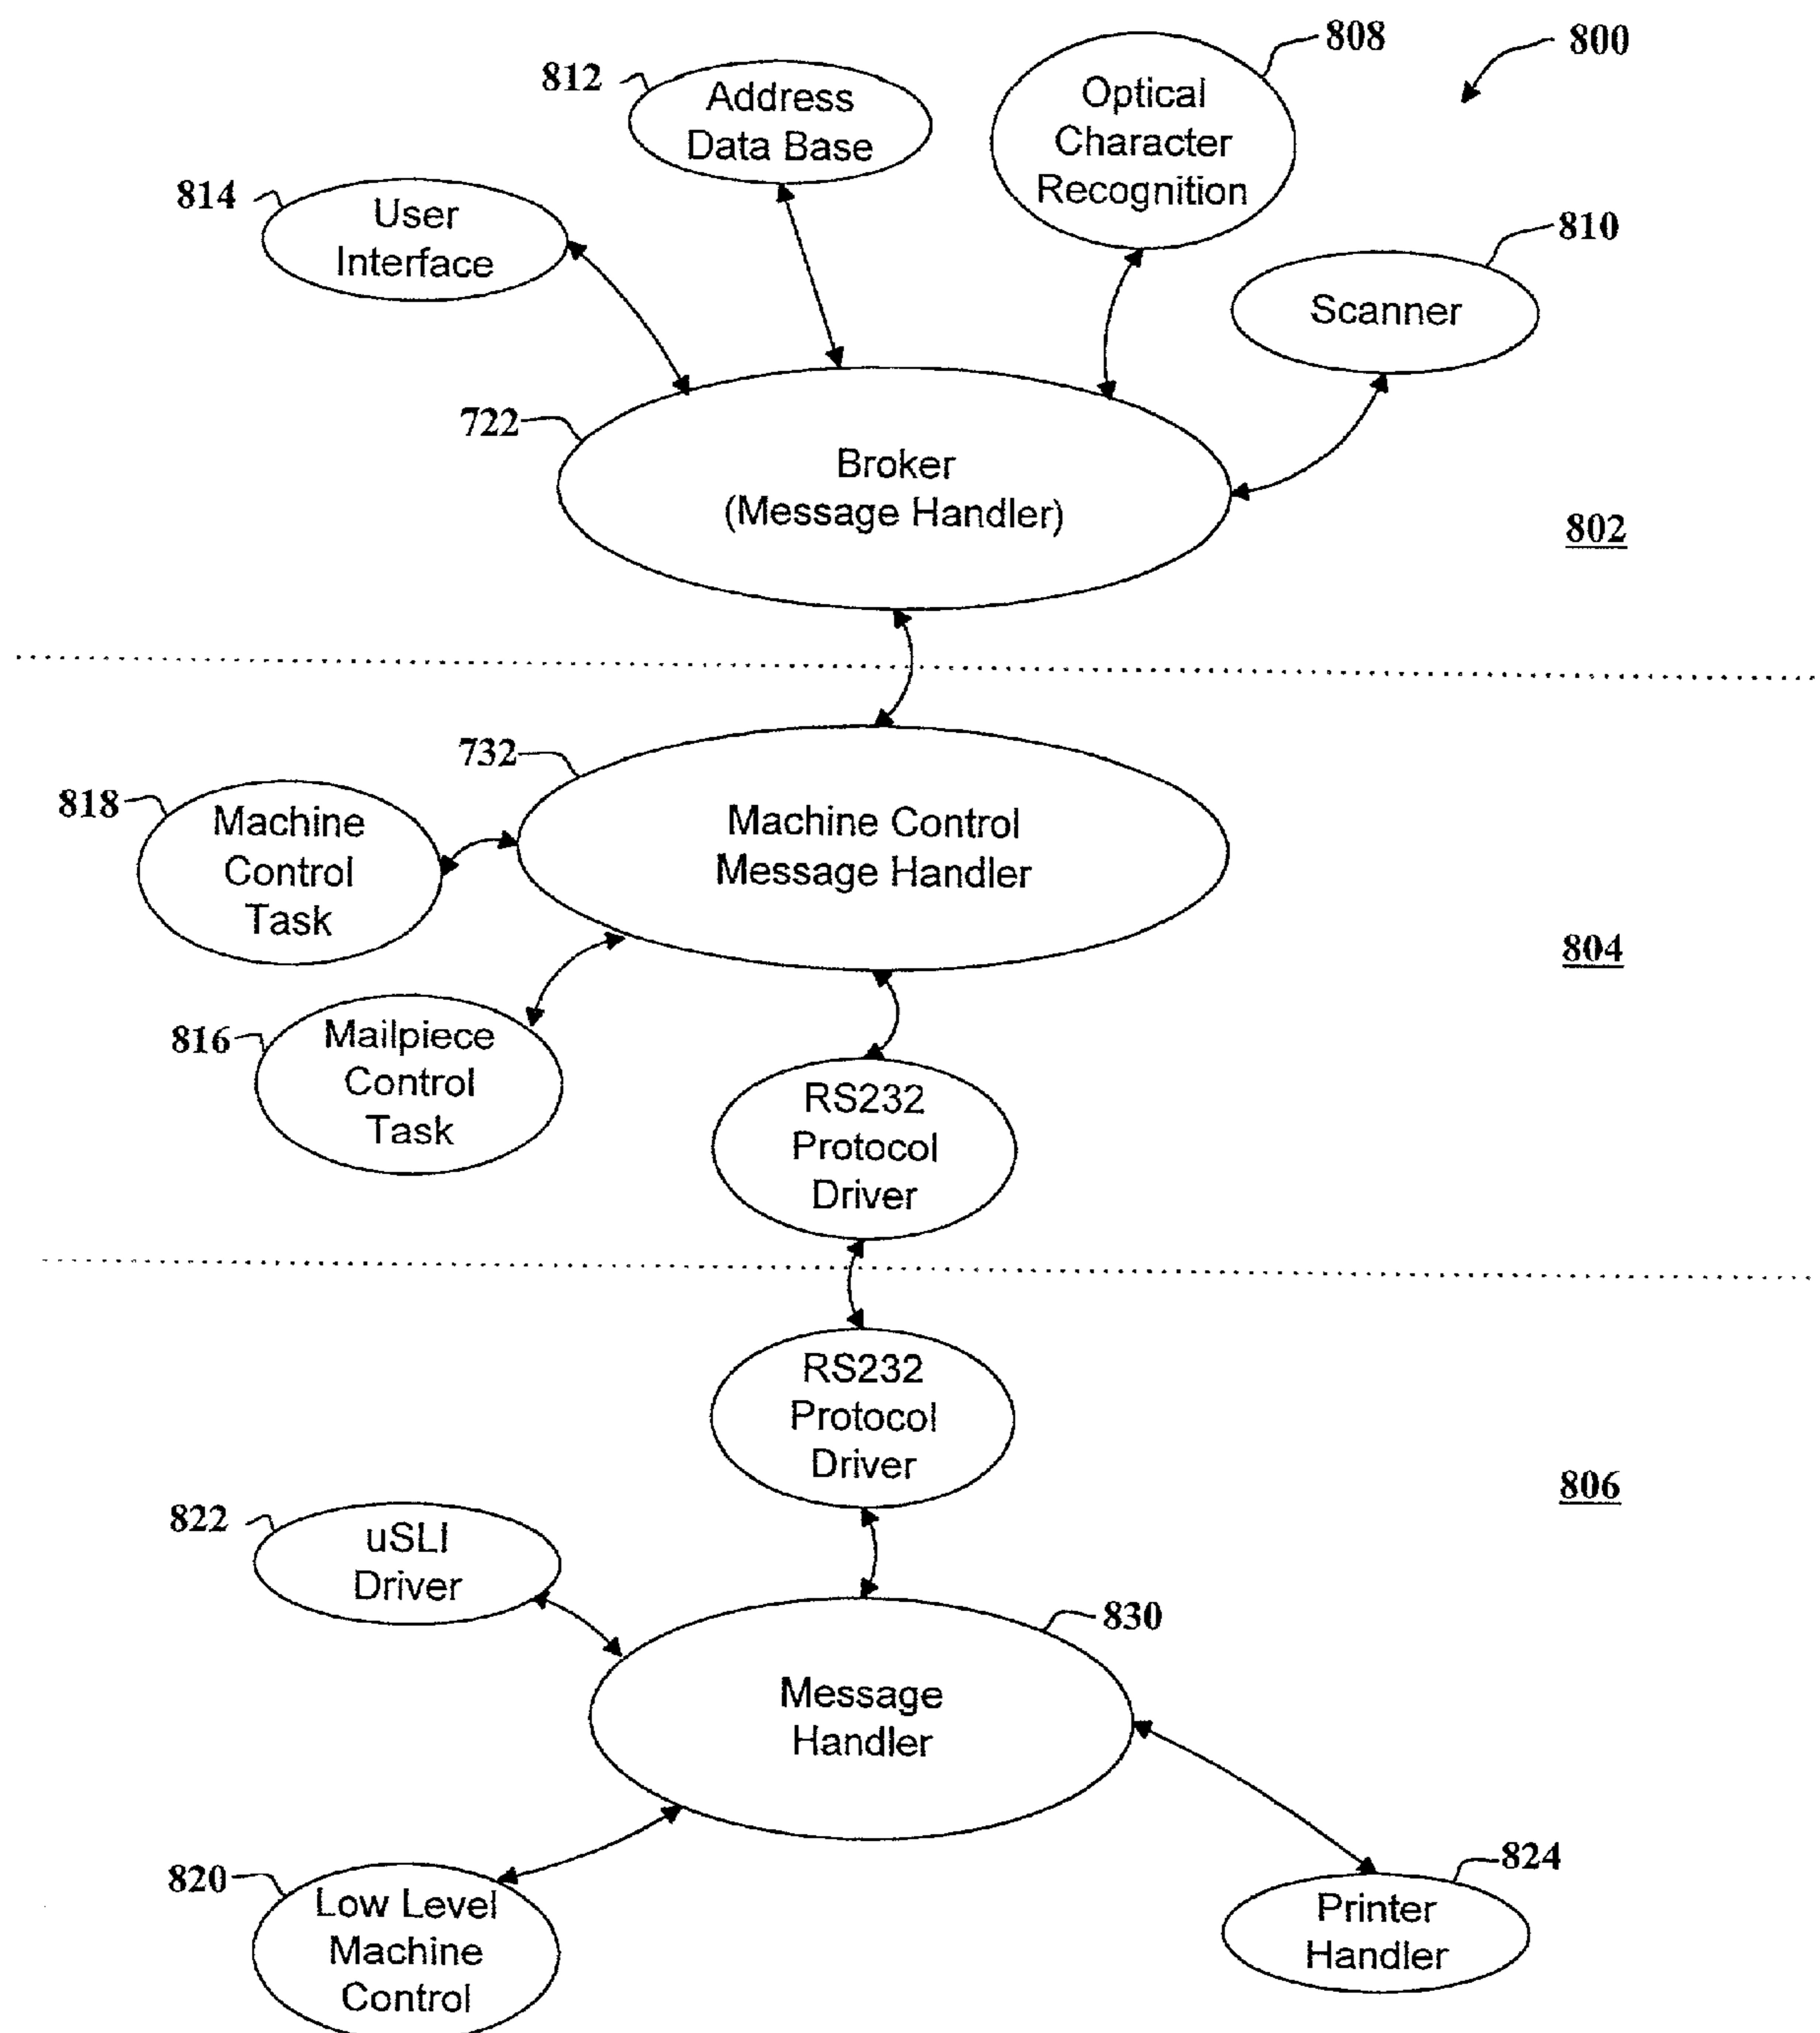 808
800
812
Address
Data Base
Optical
Character
Recognition
814
User
Interface
810
Scanner
722
Broker
(Message Handler)
802
732
818
Machine
Control
Task
Machine Control
Message Handler
804
816
Mailpiece
Control
Task
RS232
Protocol
Driver
RS232
Protocol
Driver
806
822
uSLI
Driver
830
Message
Handler
820
Low Level
Machine
Control
824
Printer
Handler